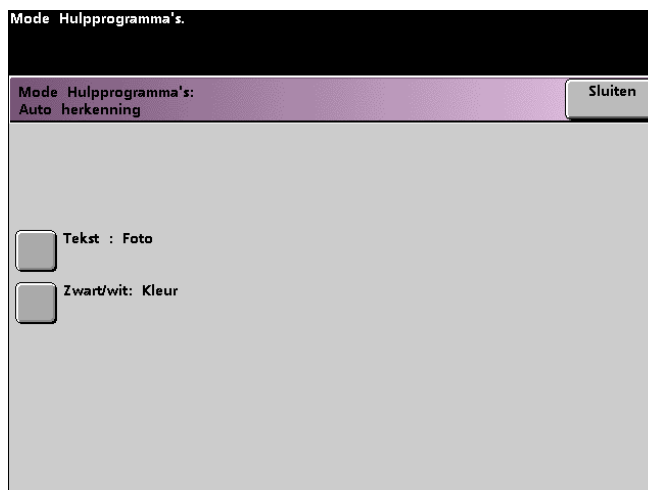 Mode Hulpprogramma's.
Mode Hulpprogramma's:
Auto herkenning
Sluiten
Tekst : Foto
Zwart/wit: Kleur